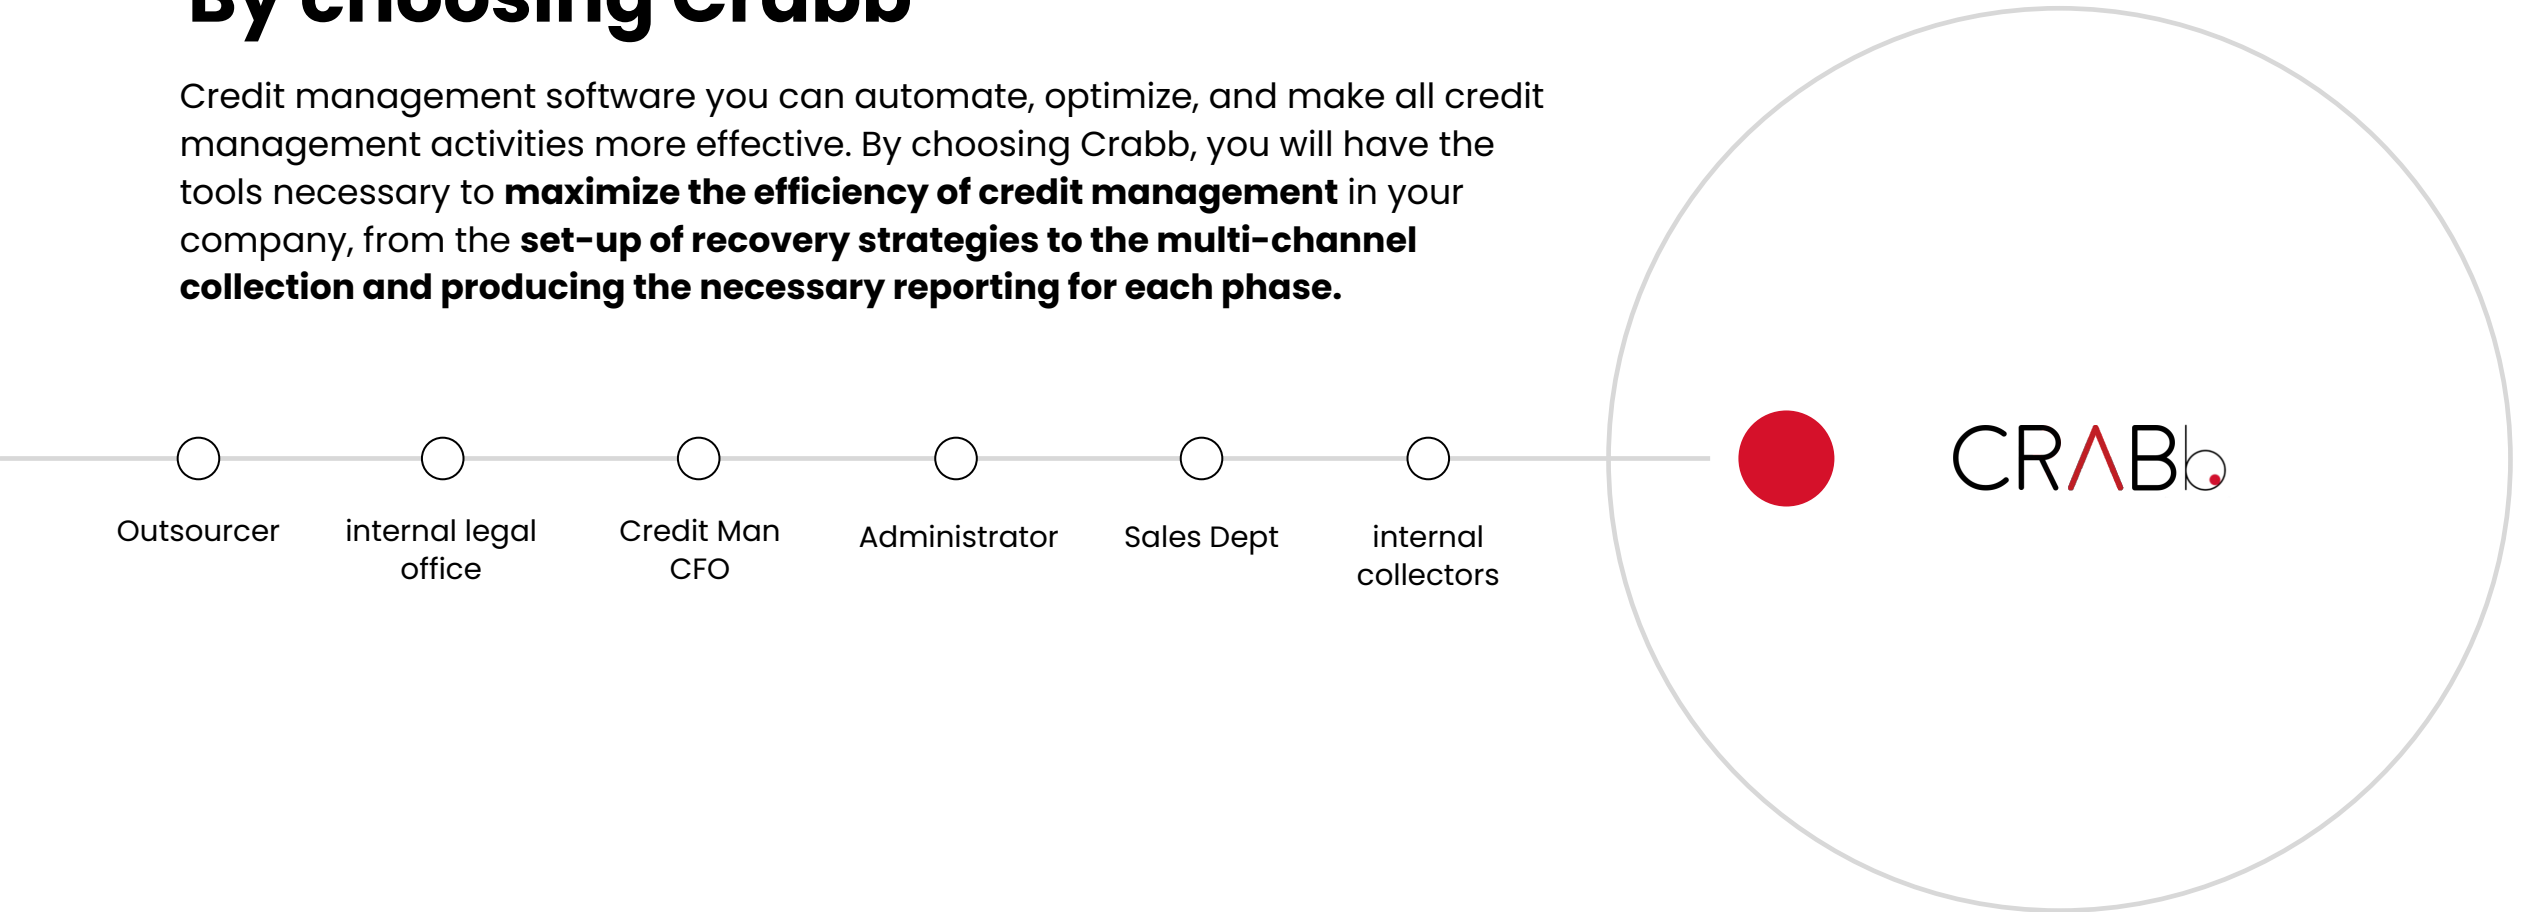 By choosing Crabb
Credit management software you can automate, optimize, and make all credit
management activities more effective. By choosing Crabb, you will have the
tools necessary to maximize the efficiency of credit management in your
company, from the set-up of recovery strategies to the multi-channel
collection and producing the necessary reporting for each phase.
CRABb
Outsourcer
internal legal
office
Credit Man
CFO
Administrator
Sales Dept
internal
collectors